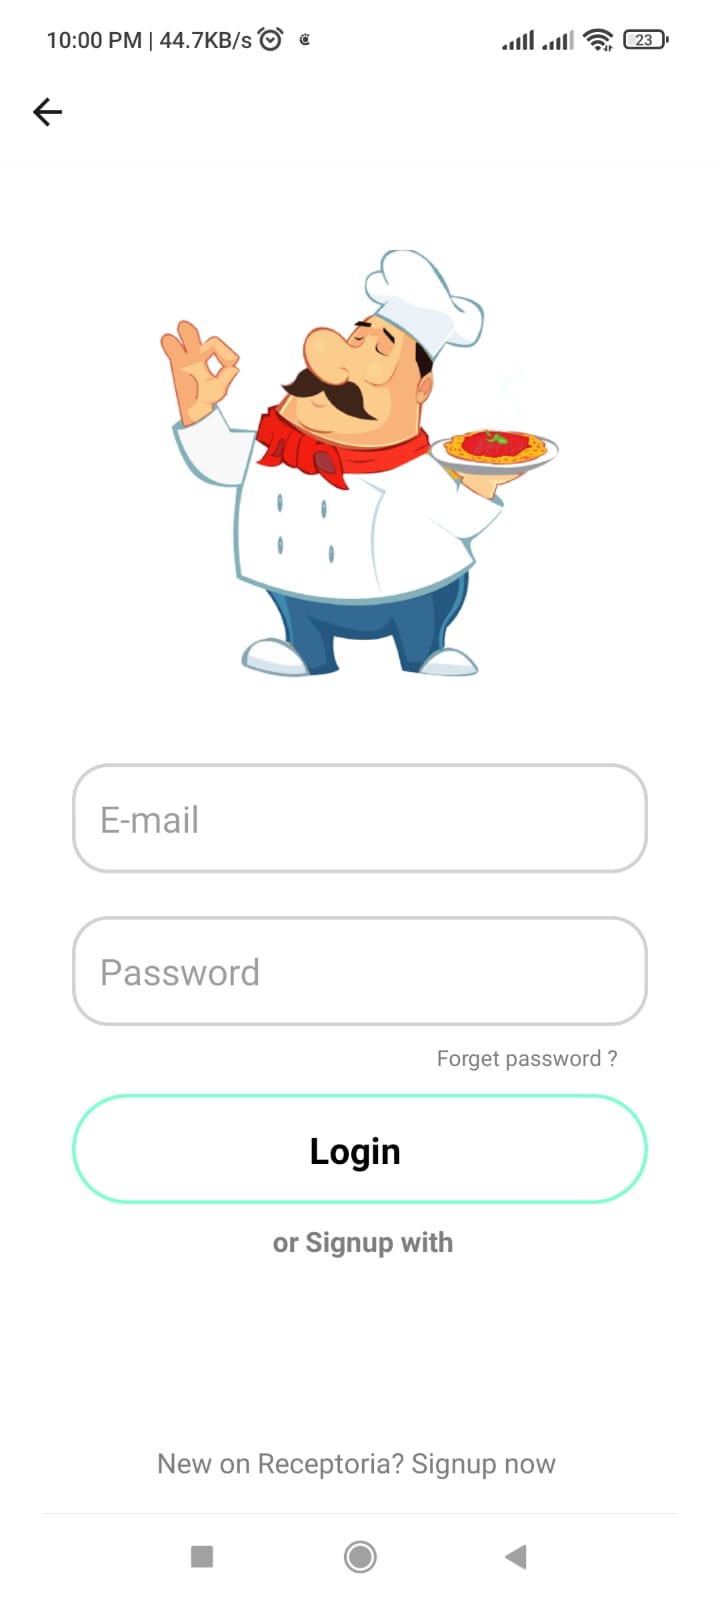 10:00 PM | 44.7KB/s
23
E-mail
Password
Forget password ?
Login
or Signup with
New on Receptoria? Signup now